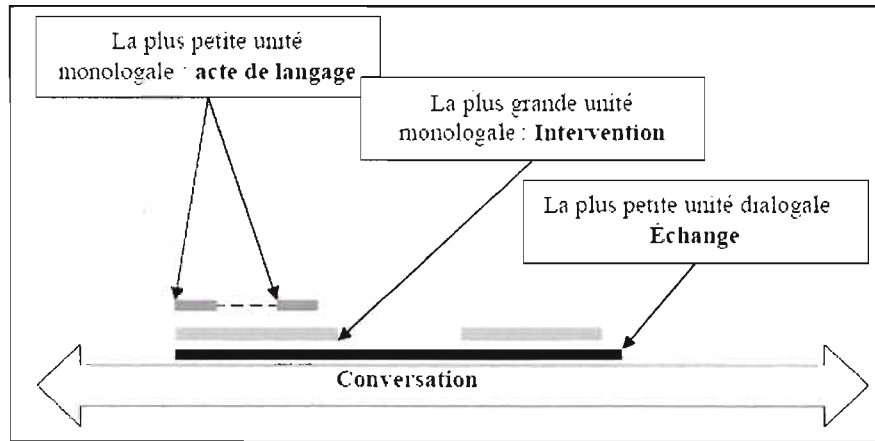 La plus petite unité
monologale : acte de langage
La plus grande unité
monologale : Intervention
La plus petite unité dialogale
Échange
Conversation